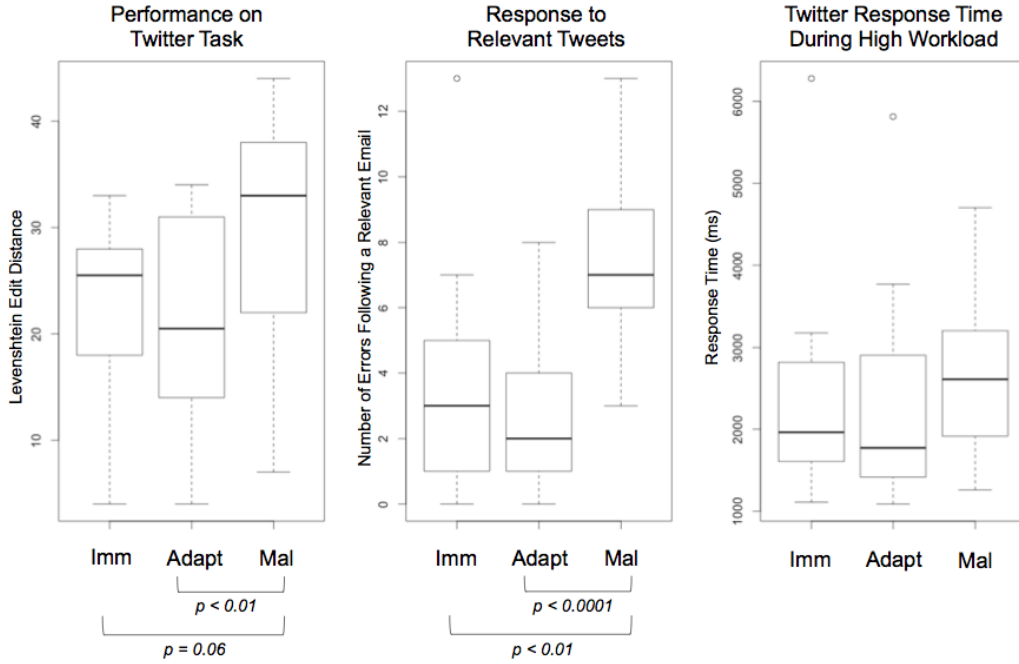 Performance on
Twitter Task
Levenshtein Edit Distance
40
30
20
10
Imm Adapt Mal
p < 0.01
p = 0.06
Response to
Relevant Tweets
Number of Errors Following a Relevant Email
12
10
8
6
4
2
0
Imm Adapt Mal
p < 0.0001
p < 0.01
Twitter Response Time
During High Workload
Response Time (ms)
6000
5000
4000
3000
2000
1000
Imm Adapt Mal